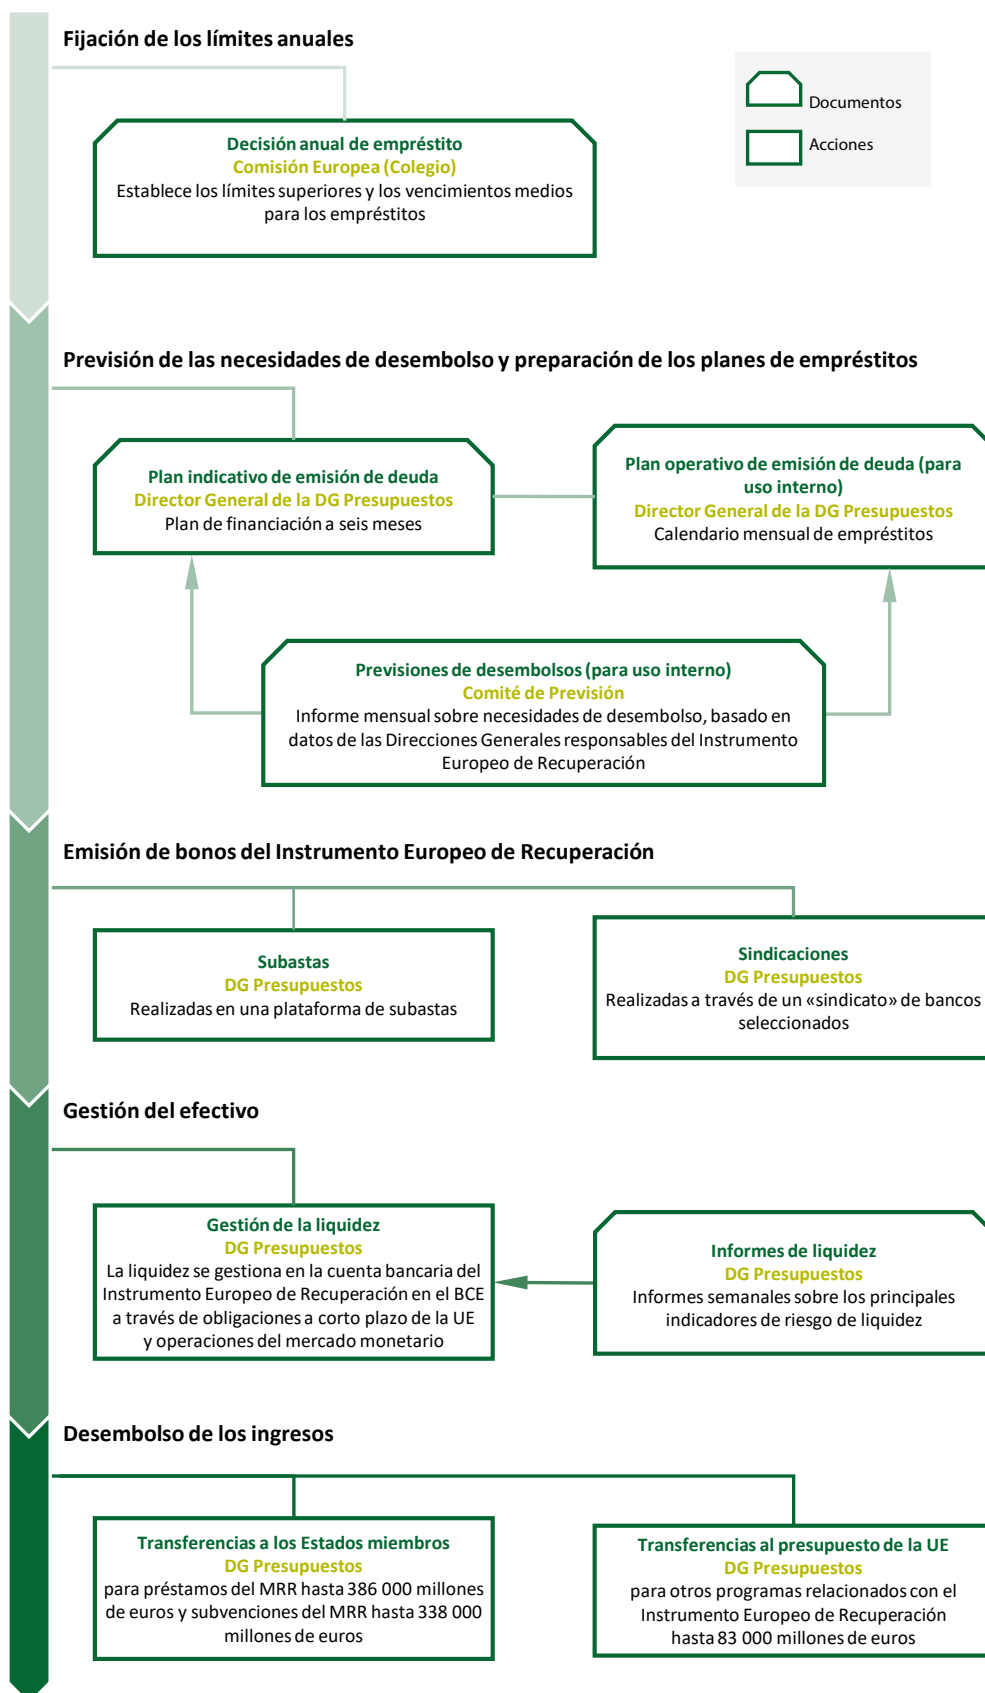 Fijación de los límites anuales
Documentos
Acciones
Decisión anual de empréstito
Comisión Europea (Colegio)
Establece los límites superiores y los vencimientos medios
para los empréstitos
Previsión de las necesidades de desembolso y preparación de los planes de empréstitos
Plan indicativo de emisión de deuda
Director General de la DG Presupuestos
Plan de financiación a seis meses
Plan operativo de emisión de deuda (para
uso interno)
Director General de la DG Presupuestos
Calendario mensual de empréstitos
Previsiones de desembolsos (para uso interno)
Comité de Previsión
Informe mensual sobre necesidades de desembolso, basado en
datos de las Direcciones Generales responsables del Instrumento
Europeo de Recuperación
Emisión de bonos del Instrumento Europeo de Recuperación
Subastas
DG Presupuestos
Realizadas en una plataforma de subastas
Sindicaciones
DG Presupuestos
Realizadas a través de un «sindicato» de bancos
seleccionados
Gestión del efectivo
Gestión de la liquidez
DG Presupuestos
La liquidez se gestiona en la cuenta bancaria del
Instrumento Europeo de Recuperación en el BCE
a través de obligaciones a corto plazo de la UE
y operaciones del mercado monetario
Informes de liquidez
DG Presupuestos
Informes semanales sobre los principales
indicadores de riesgo de liquidez
Desembolso de los ingresos
Transferencias a los Estados miembros
DG Presupuestos
para préstamos del MRR hasta 386 000 millones
de euros y subvenciones del MRR hasta 338 000
millones de euros
Transferencias al presupuesto de la UE
DG Presupuestos
para otros programas relacionados con el
Instrumento Europeo de Recuperación
hasta 83 000 millones de euros